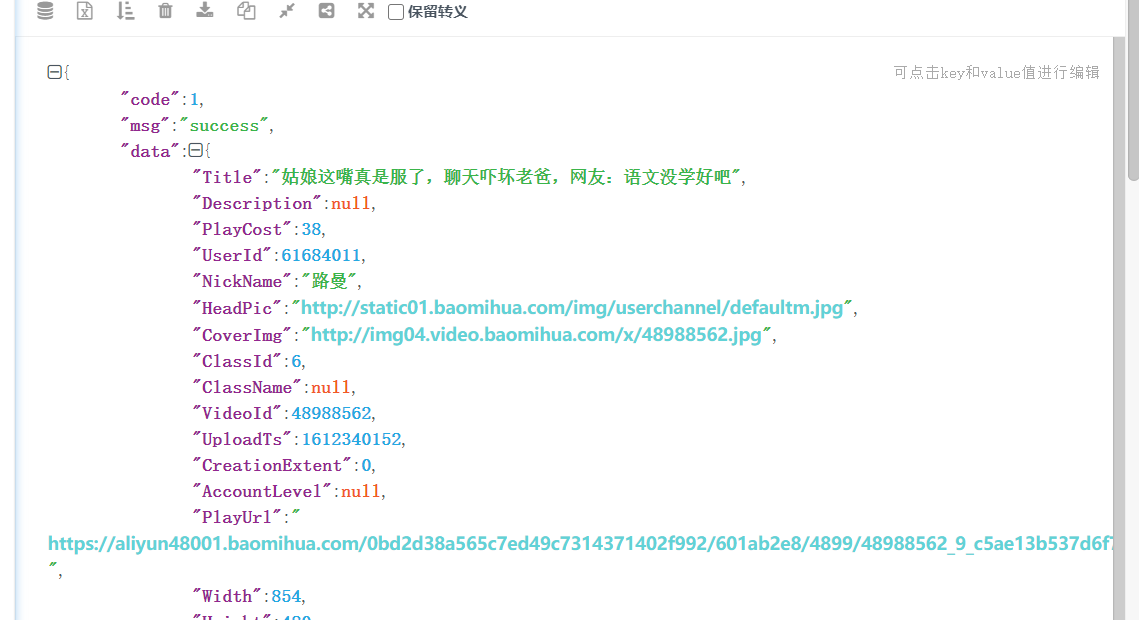 保留转义
{
可点击key和value值进行编辑
"code":1,
"msg":"success",
"data":{
"Title":"姑娘这嘴真是服了，聊天吓坏老爸，网友：语文没学好吧",
"Description":null,
"PlayCost":38,
"UserId":61684011,
"NickName":"路曼",
"HeadPic":"http://static01.baomihua.com/img/userchannel/defaultm.jpg",
"CoverImg":"http://img04.video.baomihua.com/x/48988562.jpg",
"ClassId":6,
"ClassName":null,
"VideoId":48988562,
"UploadTs":1612340152,
"CreationExtent":0,
"AccountLevel":null,
"PlayUrl":"
https://aliyun48001.baomihua.com/0bd2d38a565c7ed49c7314371402f992/601ab2e8/4899/48988562_9_c5ae13b537d6f7
",
"Width":854,
"Height":480